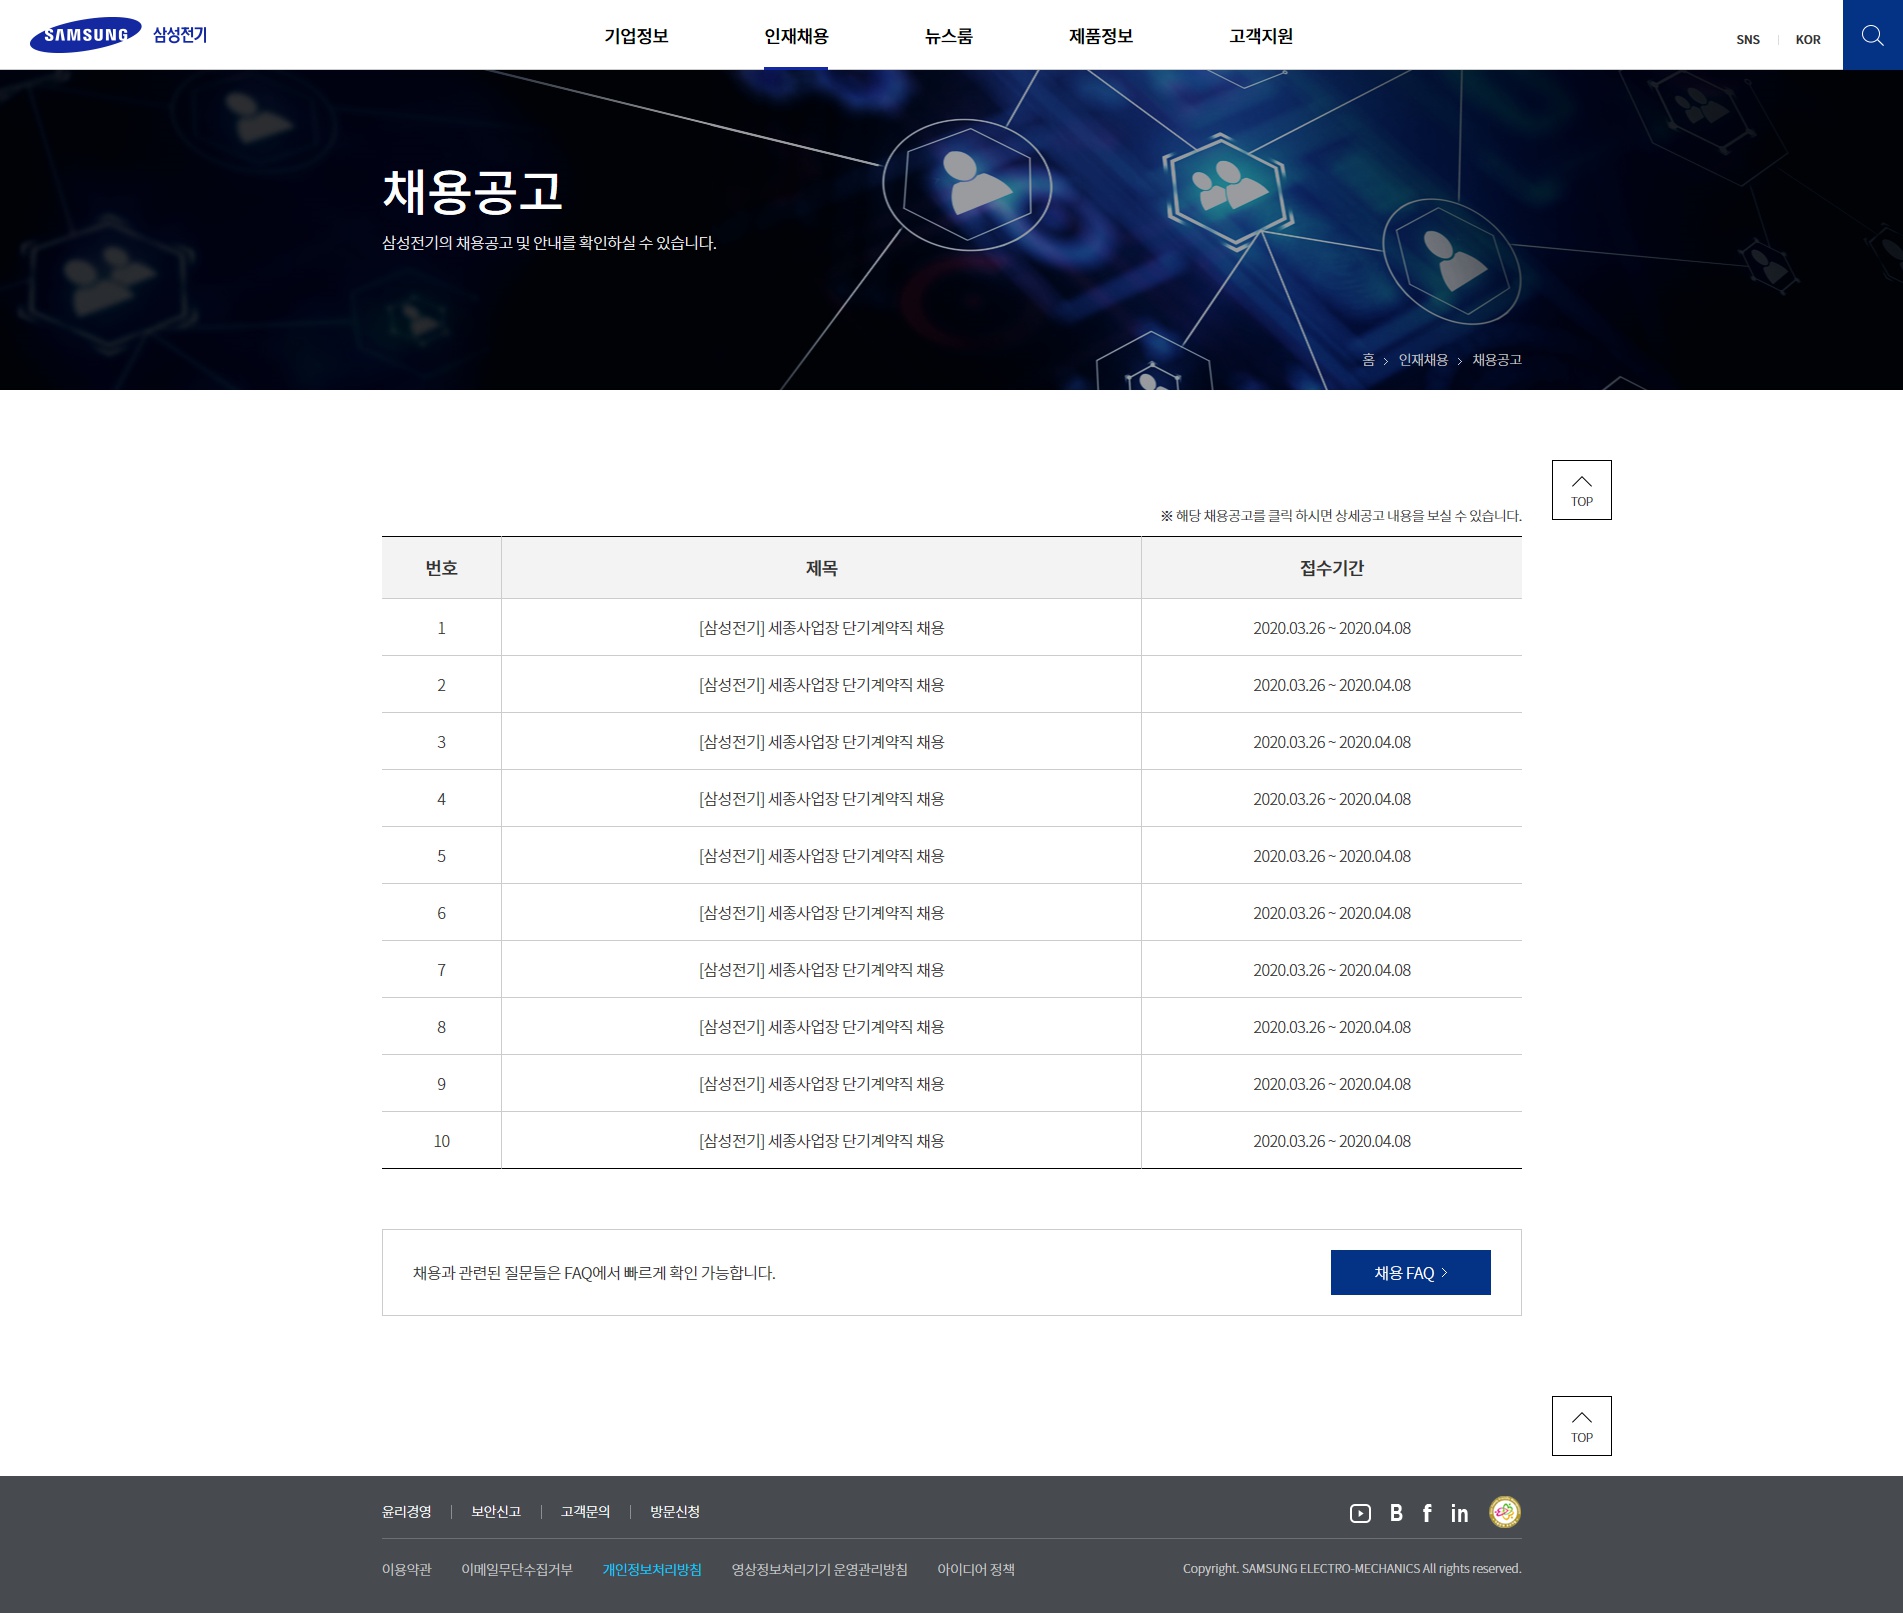 SAMSUNG 삼성전기
기업정보 인재채용 뉴스룸 제품정보 고객지원
SNS KOR
채용공고
삼성전기의 채용공고 및 안내를 확인하실 수 있습니다.
홈 > 인재채용 > 채용공고
TOP
※ 해당 채용공고를 클릭 하시면 상세공고 내용을 보실 수 있습니다.
번호 제목 접수기간
1 [삼성전기] 세종사업장 단기계약직 채용 2020.03.26 ~ 2020.04.08
2 [삼성전기] 세종사업장 단기계약직 채용 2020.03.26 ~ 2020.04.08
3 [삼성전기] 세종사업장 단기계약직 채용 2020.03.26 ~ 2020.04.08
4 [삼성전기] 세종사업장 단기계약직 채용 2020.03.26 ~ 2020.04.08
5 [삼성전기] 세종사업장 단기계약직 채용 2020.03.26 ~ 2020.04.08
6 [삼성전기] 세종사업장 단기계약직 채용 2020.03.26 ~ 2020.04.08
7 [삼성전기] 세종사업장 단기계약직 채용 2020.03.26 ~ 2020.04.08
8 [삼성전기] 세종사업장 단기계약직 채용 2020.03.26 ~ 2020.04.08
9 [삼성전기] 세종사업장 단기계약직 채용 2020.03.26 ~ 2020.04.08
10 [삼성전기] 세종사업장 단기계약직 채용 2020.03.26 ~ 2020.04.08
채용과 관련된 질문들은 FAQ에서 빠르게 확인 가능합니다.
채용 FAQ >
TOP
윤리경영 보안신고 고객문의 방문신청
B f in
이용약관 이메일무단수집거부 개인정보처리방침 영상정보처리기기 운영관리방침 아이디어 정책
Copyright. SAMSUNG ELECTRO-MECHANICS All rights reserved.